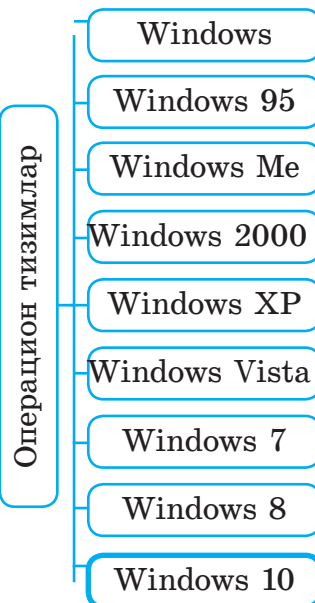 Операцион тизимлар
Windows
Windows 95
Windows Me
Windows 2000
Windows XP
Windows Vista
Windows 7
Windows 8
Windows 10